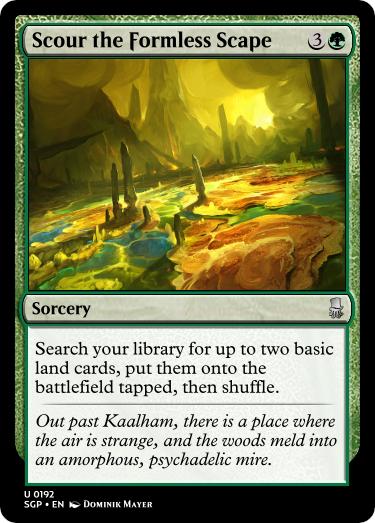 Scour the Formless Scape 3
Sorcery
Search your library for up to two basic
land cards, put them onto the
battlefield tapped, then shuffle.
Out past Kaalham, there is a place where
the air is strange, and the woods meld into
an amorphous, psychadelic mire.
U 0192
SGP • EN Dominik Mayer